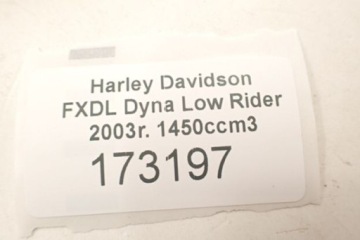 Harley Davidson
FXDL Dyna Low Rider
2003r. 1450ccm3
173197